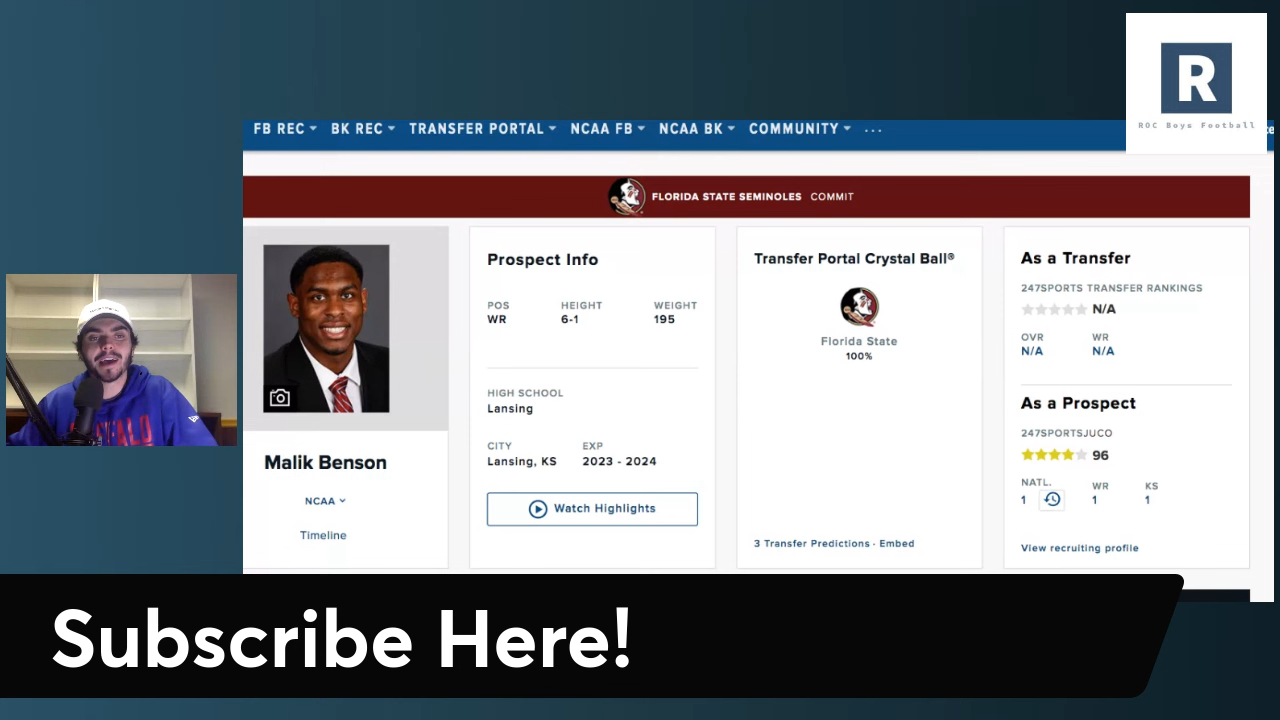 R
ROC Boys Football
FB REC BK REC TRANSFER PORTAL NCAA FB NCAA BK COMMUNITY ...
FLORIDA STATE SEMINOLES COMMIT
Malik Benson
NCAA
Timeline
Prospect Info
POS HEIGHT WEIGHT
WR 6-1 195
HIGH SCHOOL
Lansing
CITY EXP
Lansing, KS 2023 - 2024
Watch Highlights
Transfer Portal Crystal Ball®
Florida State
100%
3 Transfer Predictions · Embed
As a Transfer
247SPORTS TRANSFER RANKINGS
N/A
OVR WR
N/A N/A
As a Prospect
247SPORTSJUCO
96
NATL. WR KS
1 1 1
View recruiting profile
Subscribe Here!